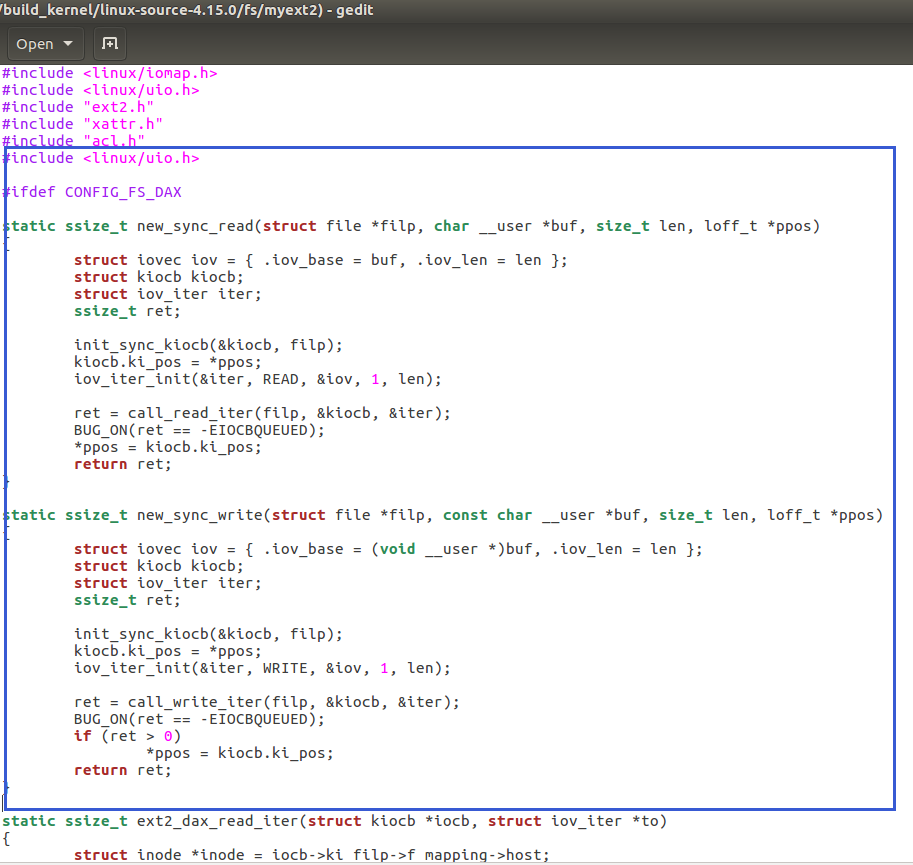 /build_kernel/linux-source-4.15.0/fs/myext2) - gedit
Open
#include <linux/iomap.h>
#include <linux/uio.h>
#include "ext2.h"
#include "xattr.h"
#include "acl.h"
#include <linux/uio.h>
#ifdef CONFIG_FS_DAX
static ssize_t new_sync_read(struct file *filp, char __user *buf, size_t len, loff_t *ppos)
{
struct iovec iov = { .iov_base = buf, .iov_len = len };
struct kiocb kiocb;
struct iov_iter iter;
ssize_t ret;
init_sync_kiocb(&kiocb, filp);
kiocb.ki_pos = *ppos;
iov_iter_init(&iter, READ, &iov, 1, len);
ret = call_read_iter(filp, &kiocb, &iter);
BUG_ON(ret == -EIOCBQUEUED);
*ppos = kiocb.ki_pos;
return ret;
}
static ssize_t new_sync_write(struct file *filp, const char __user *buf, size_t len, loff_t *ppos)
{
struct iovec iov = { .iov_base = (void __user *)buf, .iov_len = len };
struct kiocb kiocb;
struct iov_iter iter;
ssize_t ret;
init_sync_kiocb(&kiocb, filp);
kiocb.ki_pos = *ppos;
iov_iter_init(&iter, WRITE, &iov, 1, len);
ret = call_write_iter(filp, &kiocb, &iter);
BUG_ON(ret == -EIOCBQUEUED);
if (ret > 0)
*ppos = kiocb.ki_pos;
return ret;
}
static ssize_t ext2_dax_read_iter(struct kiocb *iocb, struct iov_iter *to)
{
struct inode *inode = iocb->ki_filp->f_mapping->host;